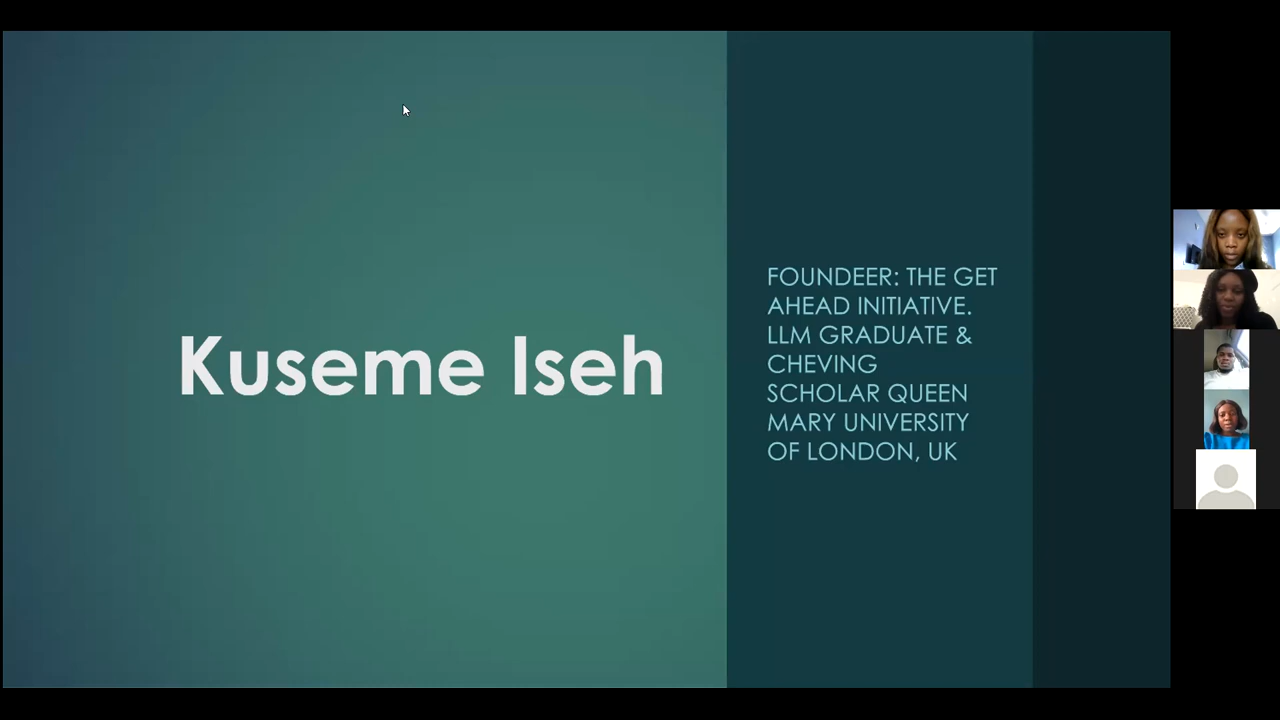 Kuseme Iseh
FOUNDEER: THE GET
AHEAD INITIATIVE.
LLM GRADUATE &
CHEVING
SCHOLAR QUEEN
MARY UNIVERSITY
OF LONDON, UK